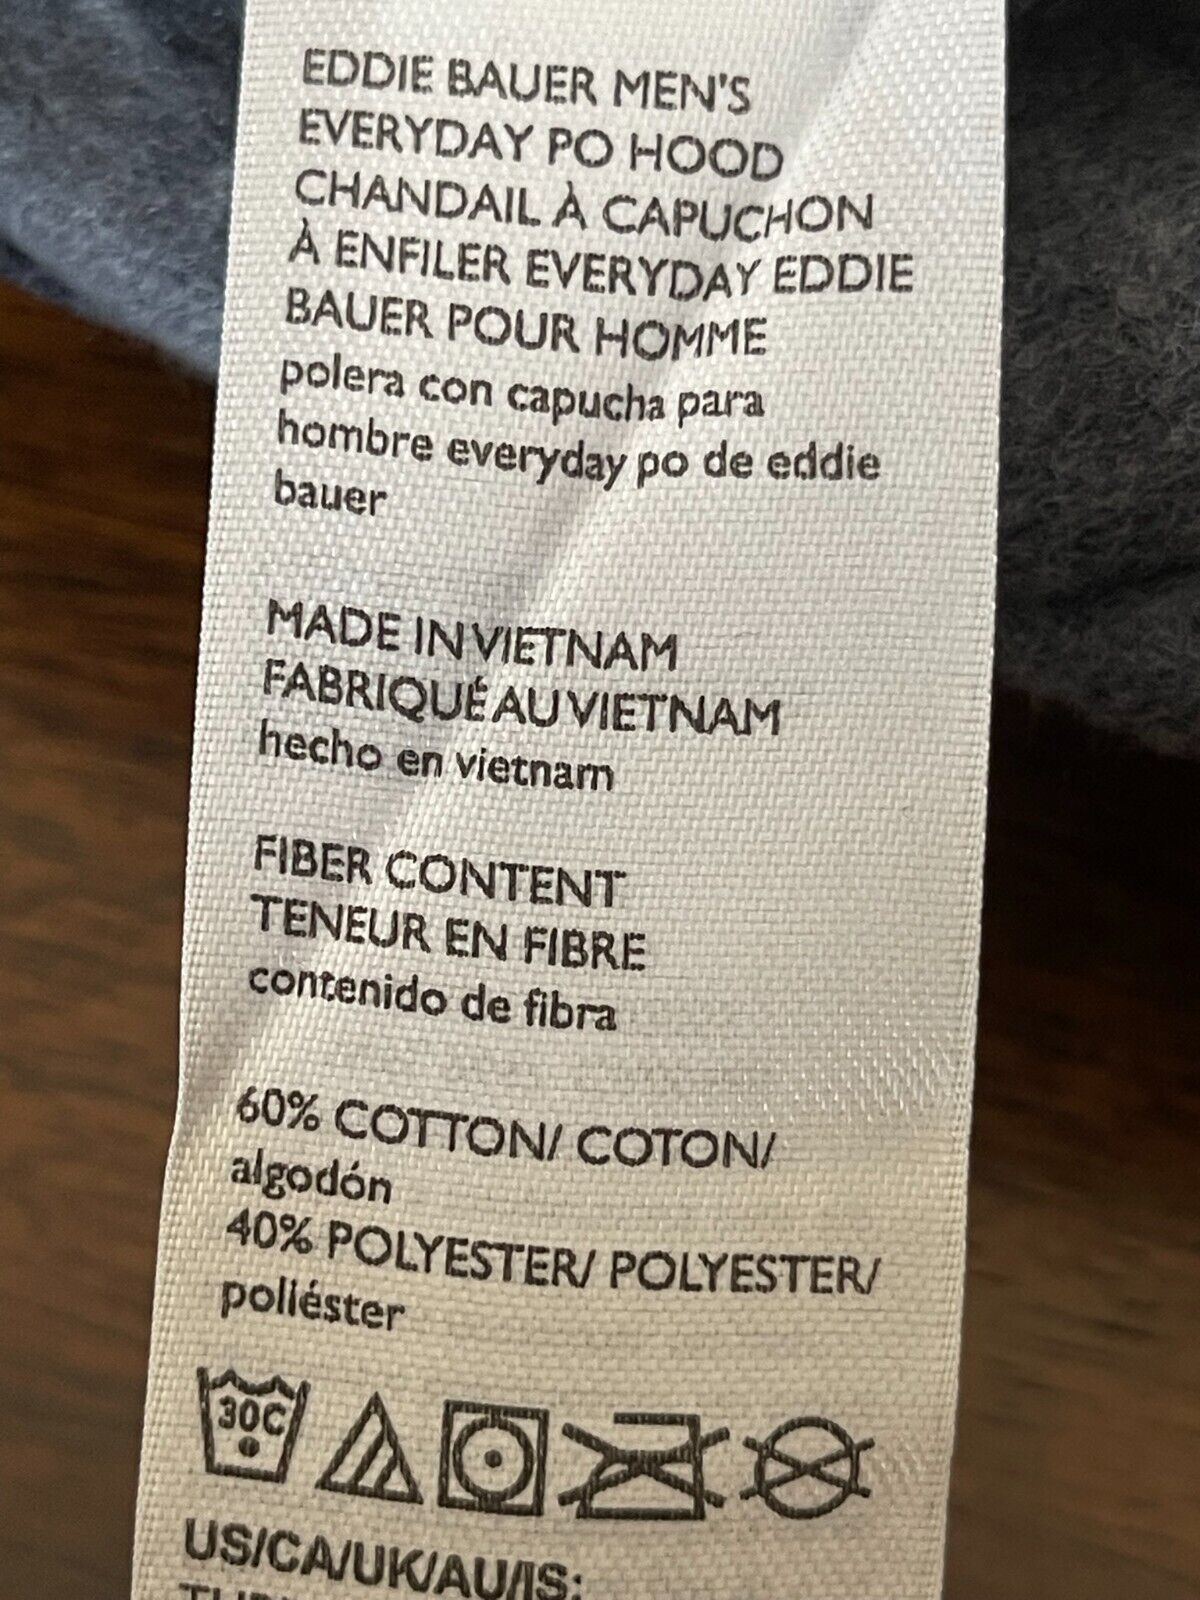 EDDIE BAUER MEN'S
EVERYDAY PO HOOD
CHANDAIL À CAPUCHON
À ENFILER EVERYDAY EDDIE
BAUER POUR HOMME
polera con capucha para
hombre everyday po de eddie
bauer
MADE IN VIETNAM
FABRIQUÉ AU VIETNAM
hecho en vietnam
FIBER CONTENT
TENEUR EN FIBRE
contenido de fibra
60% COTTON/ COTON/
algodón
40% POLYESTER/ POLYESTER/
poliéster
30C
US/CA/UK/AU/IS: